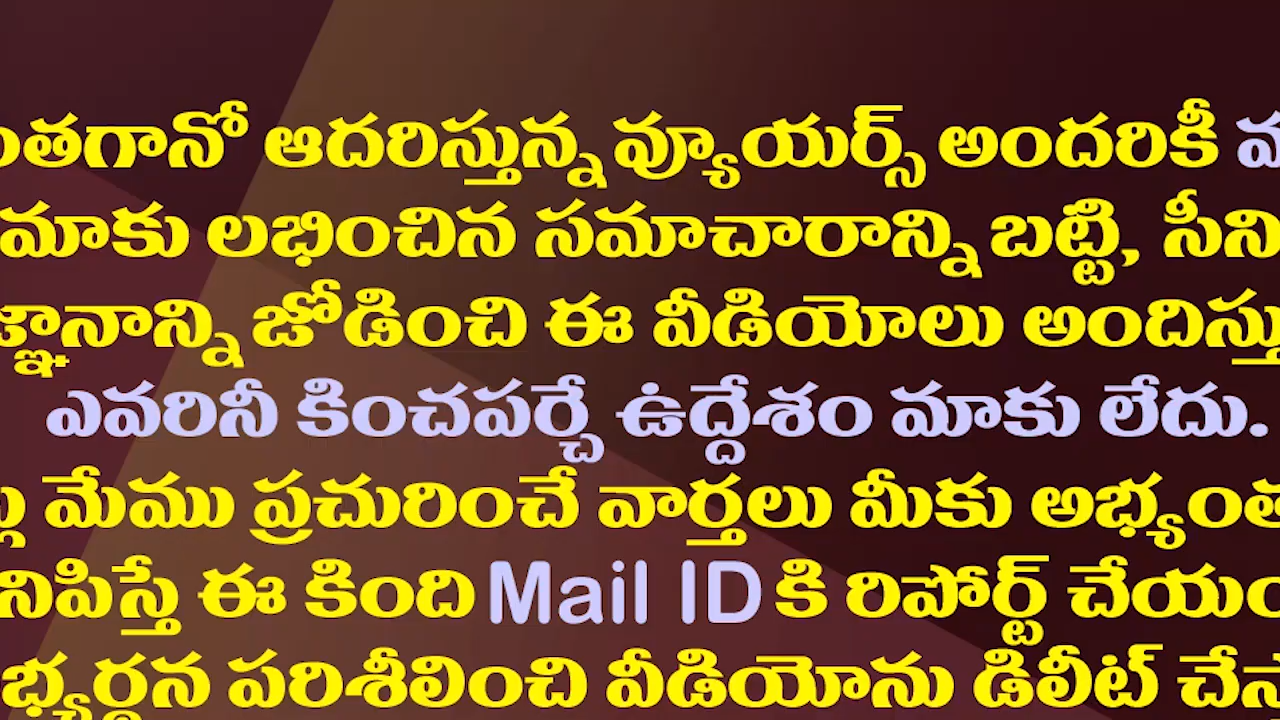 ంతగానో ఆదరిస్తున్న వ్యూయర్స్ అందరికీ
మాకు లభించిన సమాచారాన్ని బట్టి, సీని
జ్ఞానాన్ని జోడించి ఈ వీడియోలు అందిస్తు
ఎవరినీ కించపర్చే ఉద్దేశం మాకు లేదు.
ల్లు మేము ప్రచురించే వార్తలు మీకు అభ్యంత
నిపిస్తే ఈ కింది Mail ID కి రిపోర్ట్ చేయం
భ్యర్థన పరిశీలించి వీడియోను డిలీట్ చేస